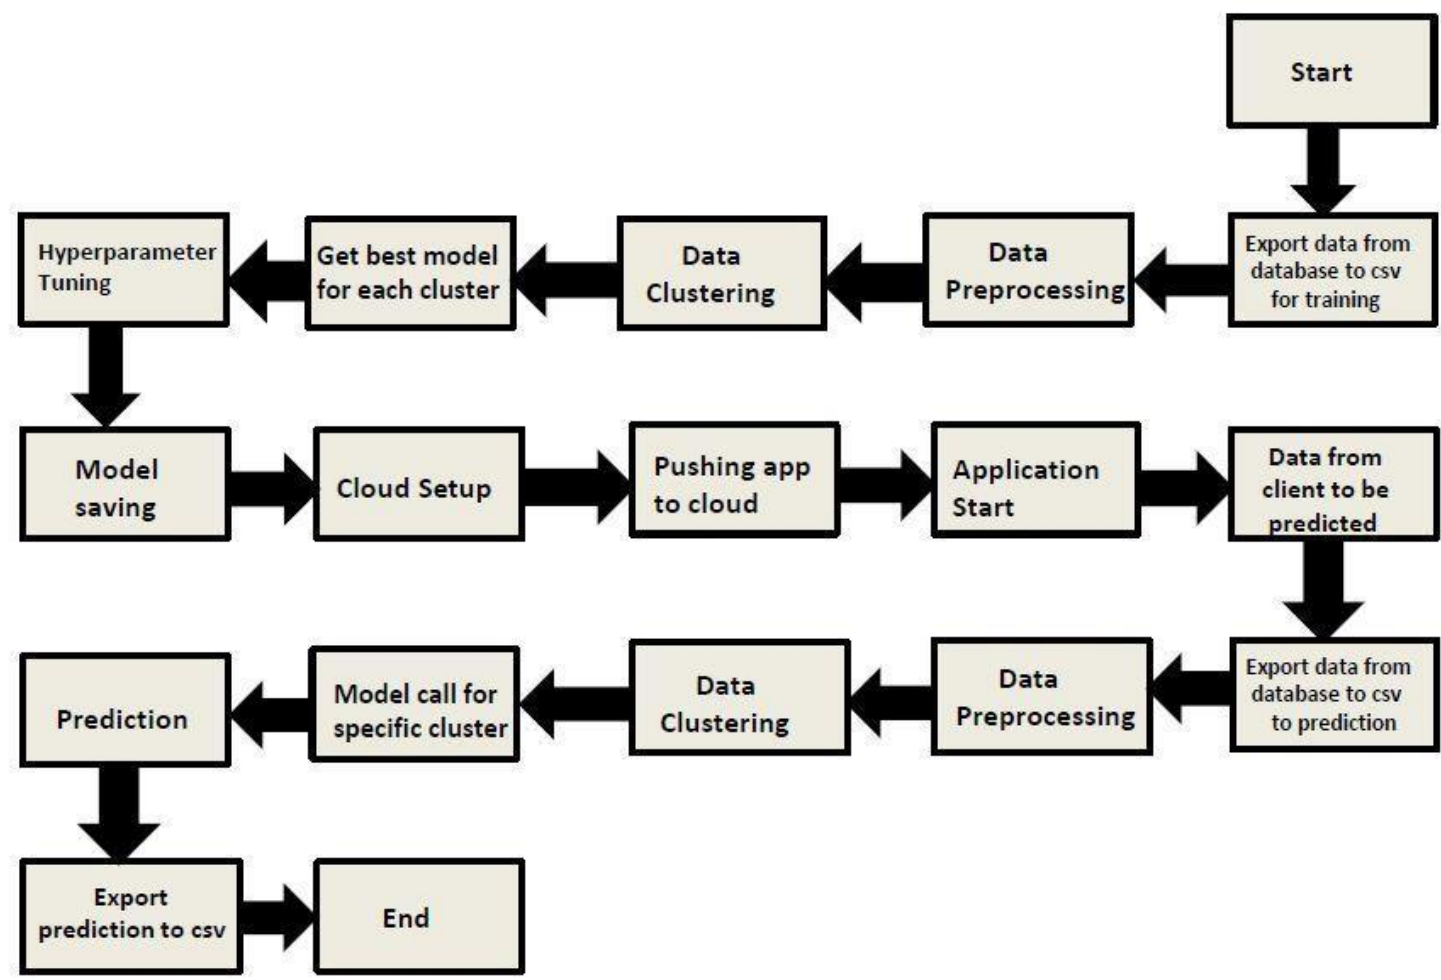 Start
Export data from
database to csv
for training
Data
Preprocessing
Data
Clustering
Get best model
for each cluster
Hyperparameter
Tuning
Model
saving
Cloud Setup
Pushing app
to cloud
Application
Start
Data from
client to be
predicted
Export data from
database to csv
to prediction
Data
Preprocessing
Data
Clustering
Model call for
specific cluster
Prediction
Export
prediction to csv
End